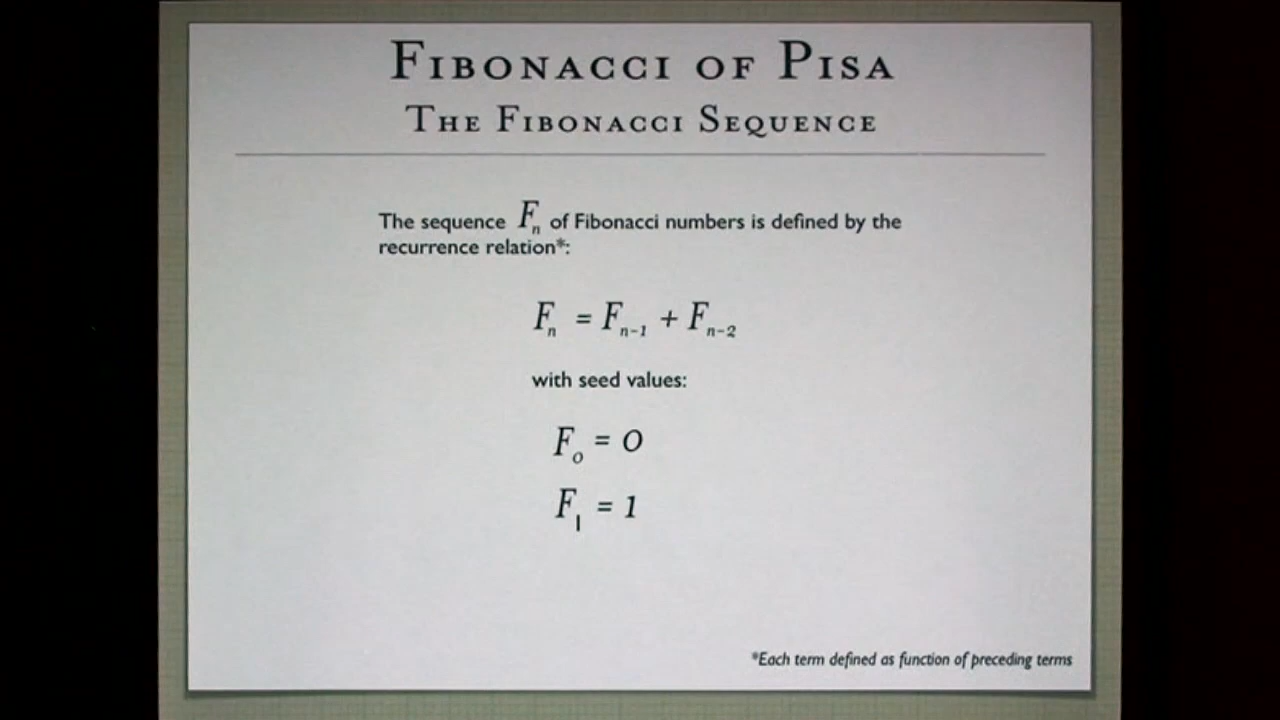 FIBONACCI OF PISA
THE FIBONACCI SEQUENCE
The sequence Fₙ of Fibonacci numbers is defined by the
recurrence relation*:
Fₙ = Fₙ₋₁ + Fₙ₋₂
with seed values:
F₀ = 0
F₁ = 1
*Each term defined as function of preceding terms